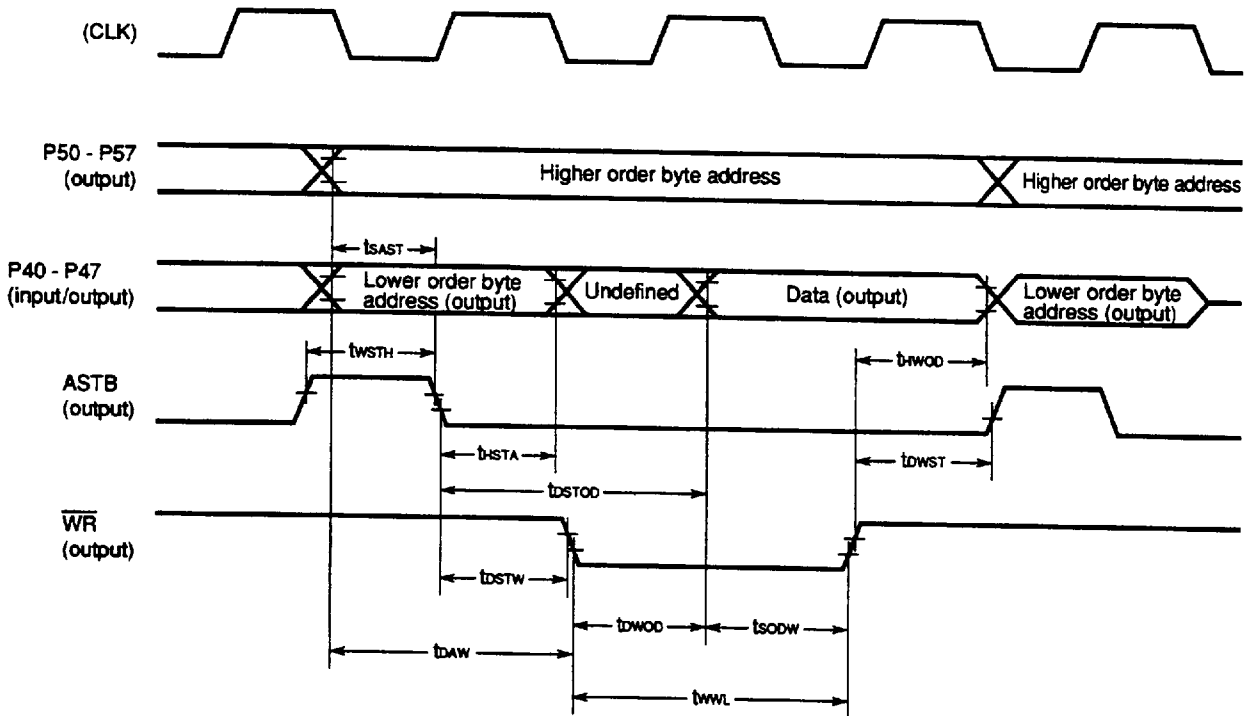 (CLK)
P50 - P57
(output)
Higher order byte address
Higher order byte address
tSAST
P40 - P47
(input/output)
Lower order byte
address (output)
Undefined
Data (output)
Lower order byte
address (output)
tWSTH
tHWOD
ASTB
(output)
tHSTA
tDWST
tDSTOD
WR
(output)
tDSTW
tDWOD
tSODW
tDAW
tWWL